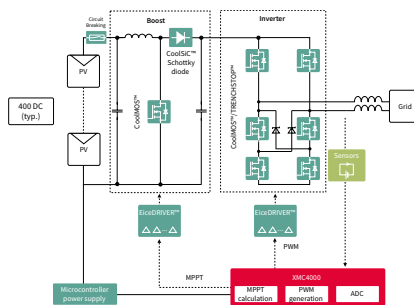 Circuit
Breaking
Boost
Inverter
CoolSiC™
Schottky
diode
PV
400 DC
(typ.)
PV
CoolMOS™
CoolMOS™/TRENCHSTOP™
Grid
Sensors
EiceDRIVER™
...
EiceDRIVER™
...
MPPT
PWM
Microcontroller
power supply
XMC4000
MPPT
calculation
PWM
generation
ADC